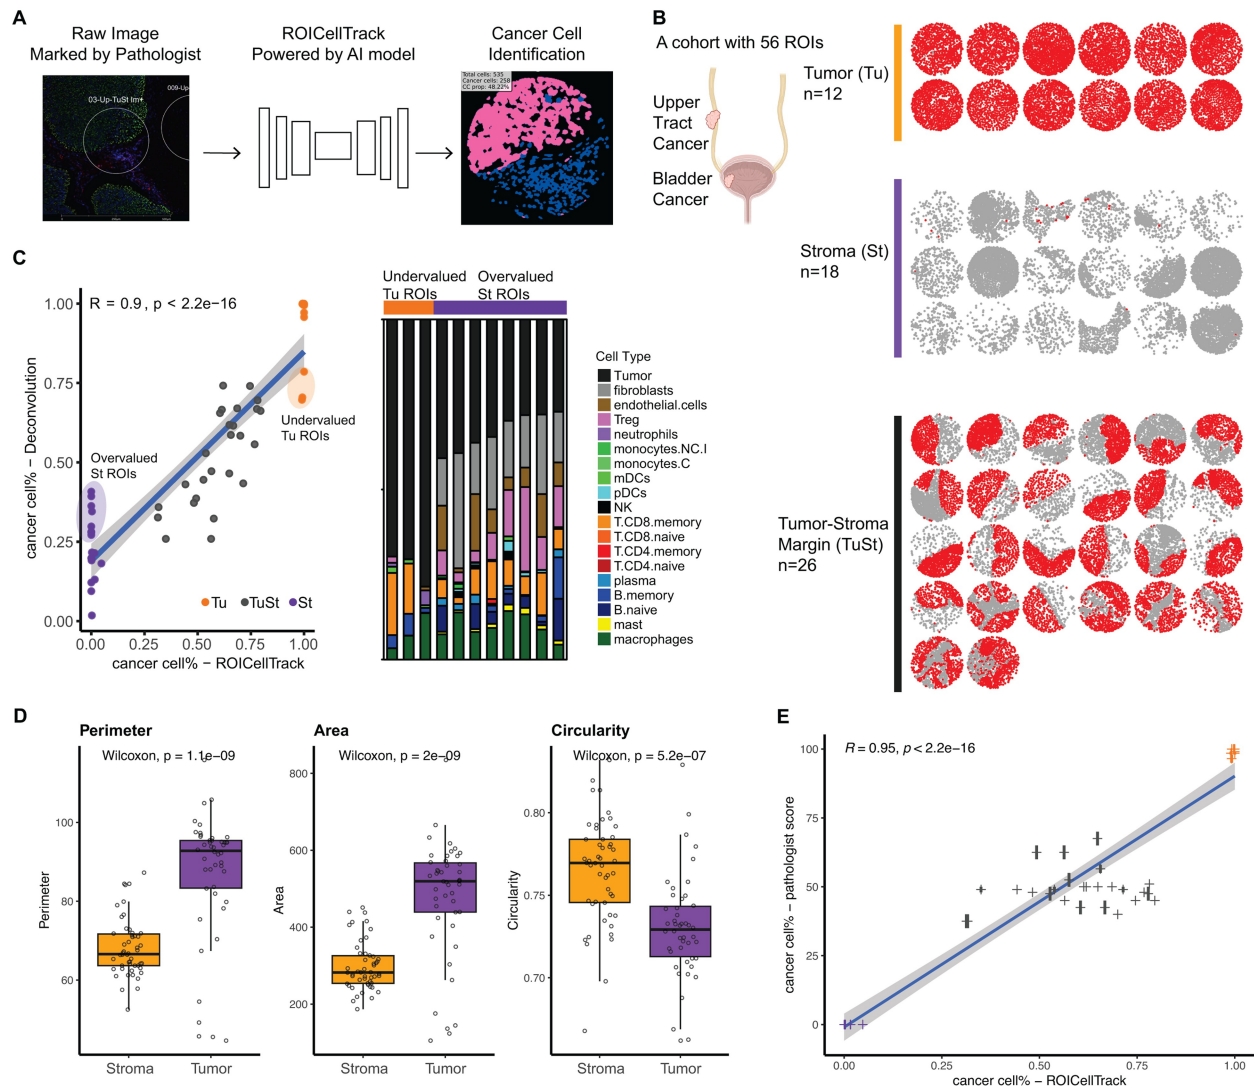 A
Raw Image
Marked by Pathologist
ROICellTrack
Powered by AI model
Cancer Cell
Identification
03-Up-TuSt Im+
009-Up-
Total cells: 535
Cancer cells: 258
CC prop: 48.22%
B
A cohort with 56 ROIs
Upper
Tract
Cancer
Bladder
Cancer
Tumor (Tu)
n=12
Stroma (St)
n=18
Tumor-Stroma
Margin (TuSt)
n=26
C
cancer cell% − Deconvolution
1.00
0.75
0.50
0.25
0.00
R = 0.9 , p < 2.2e−16
Undervalued
Tu ROIs
Overvalued
St ROIs
Tu
TuSt
St
0.00
0.25
0.50
0.75
1.00
cancer cell% − ROICellTrack
Undervalued
Tu ROIs
Overvalued
St ROIs
Cell Type
Tumor
fibroblasts
endothelial.cells
Treg
neutrophils
monocytes.NC.I
monocytes.C
mDCs
pDCs
NK
T.CD8.memory
T.CD8.naive
T.CD4.memory
T.CD4.naive
plasma
B.memory
B.naive
mast
macrophages
D
Perimeter
Wilcoxon, p = 1.1e−09
Perimeter
100
80
60
Stroma
Tumor
Area
Wilcoxon, p = 2e−09
Area
800
600
400
200
Stroma
Tumor
Circularity
Wilcoxon, p = 5.2e−07
Circularity
0.80
0.75
0.70
Stroma
Tumor
E
cancer cell% − pathologist score
100
75
50
25
0
R = 0.95, p < 2.2e−16
0.00
0.25
0.50
0.75
1.00
cancer cell% − ROICellTrack